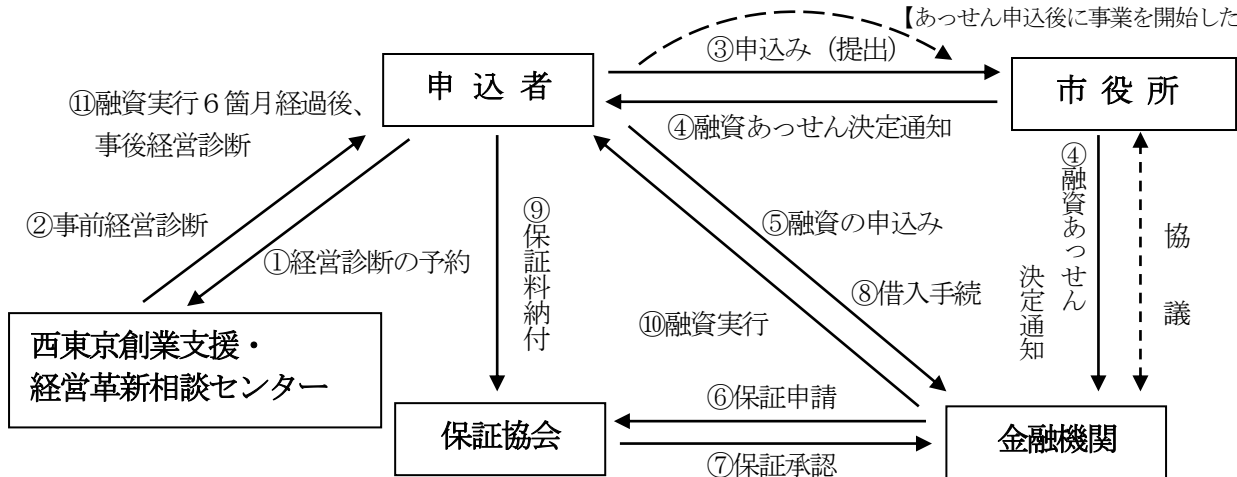 【あっせん申込後に事業を開始した
③申込み（提出）
申 込 者
市 役 所
⑪融資実行６箇月経過後、
事後経営診断
④融資あっせん決定通知
②事前経営診断
①経営診断の予約
⑨保証料納付
⑤融資の申込み
④融資あっせん
決定通知
協 議
⑧借入手続
⑩融資実行
西東京創業支援・
経営革新相談センター
⑥保証申請
保証協会
金融機関
⑦保証承認